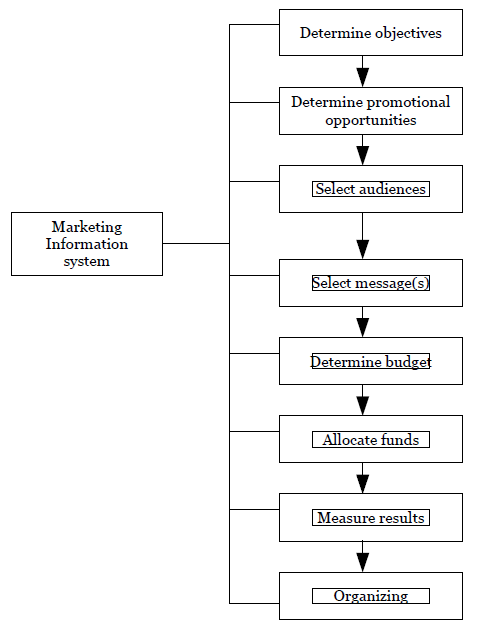 Determine objectives
Determine promotional
opportunities
Select audiences
Marketing
Information
system
Select message(s)
Determine budget
Allocate funds
Measure results
Organizing